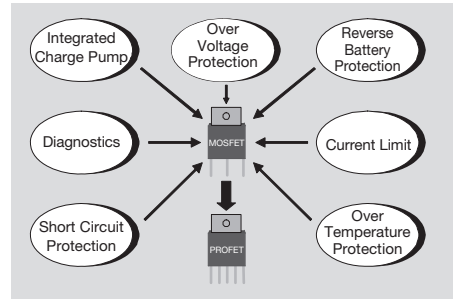 Integrated
Charge Pump
Over
Voltage
Protection
Reverse
Battery
Protection
Diagnostics
MOSFET
Current Limit
Short Circuit
Protection
PROFET
Over
Temperature
Protection